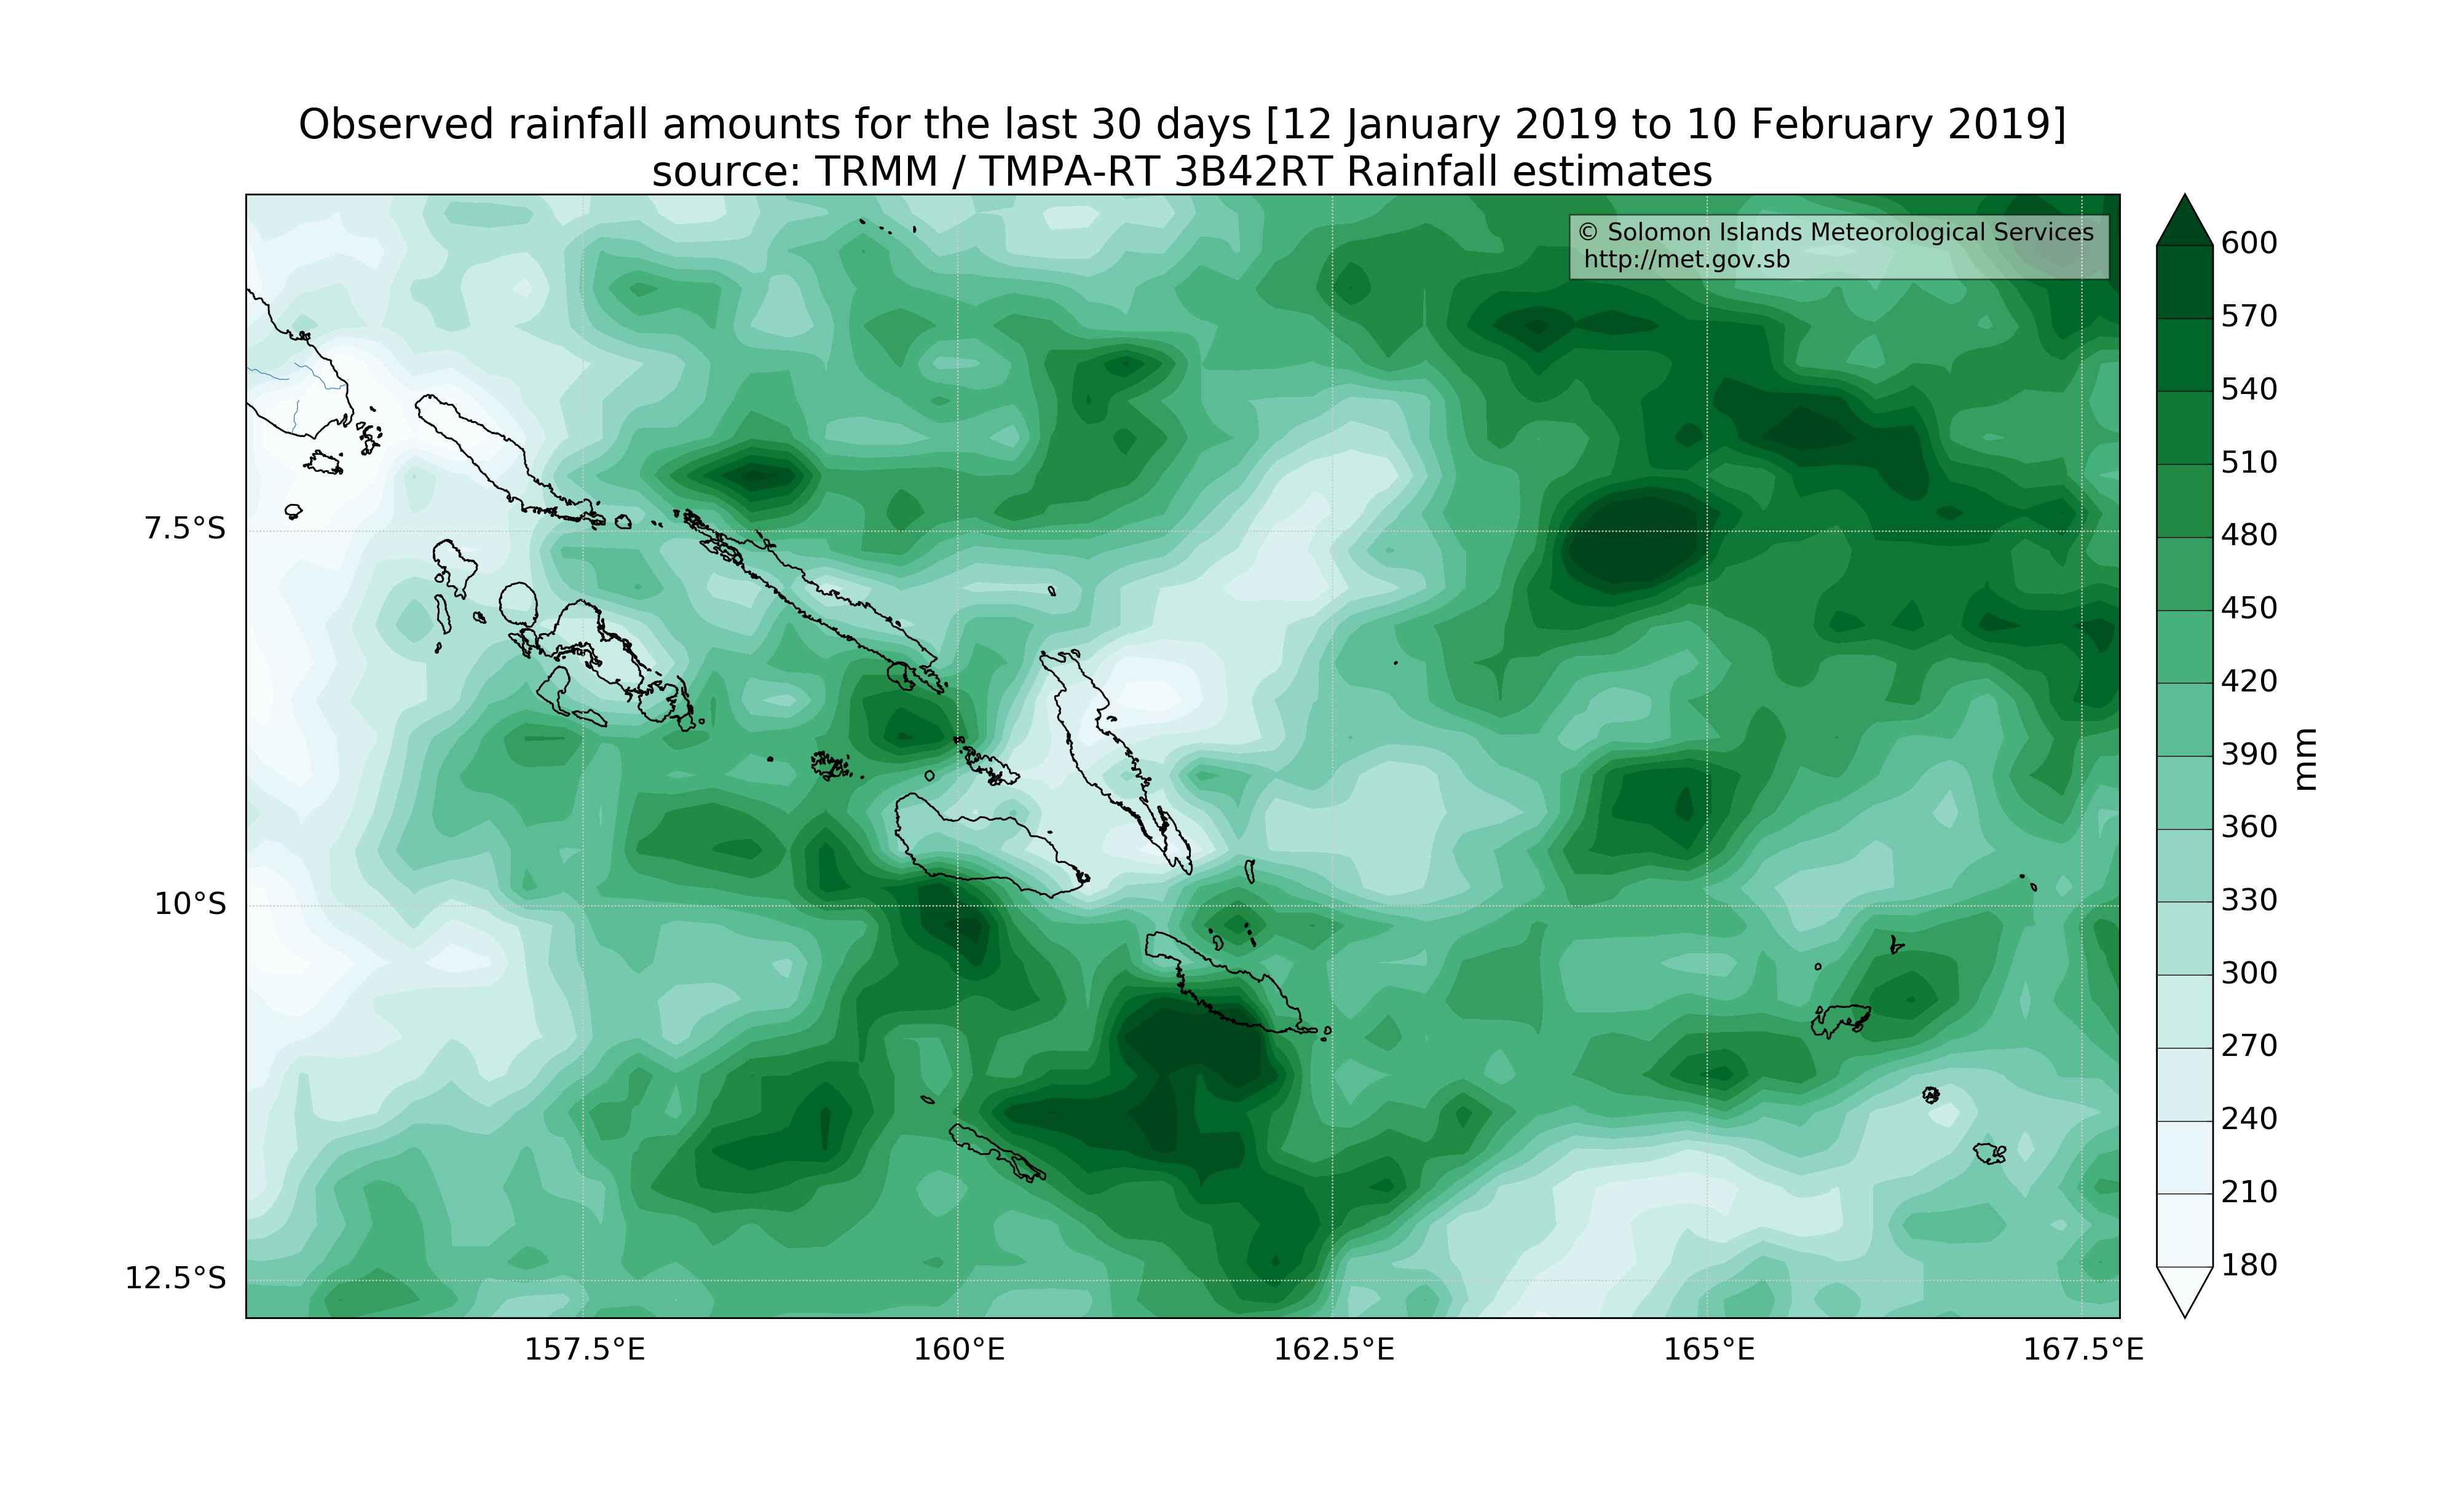 Observed rainfall amounts for the last 30 days [12 January 2019 to 10 February 2019]
source: TRMM / TMPA-RT 3B42RT Rainfall estimates
© Solomon Islands Meteorological Services
http://met.gov.sb
7.5°S
10°S
12.5°S
157.5°E
160°E
162.5°E
165°E
167.5°E
600
570
540
510
480
450
420
390
360
330
300
270
240
210
180
mm